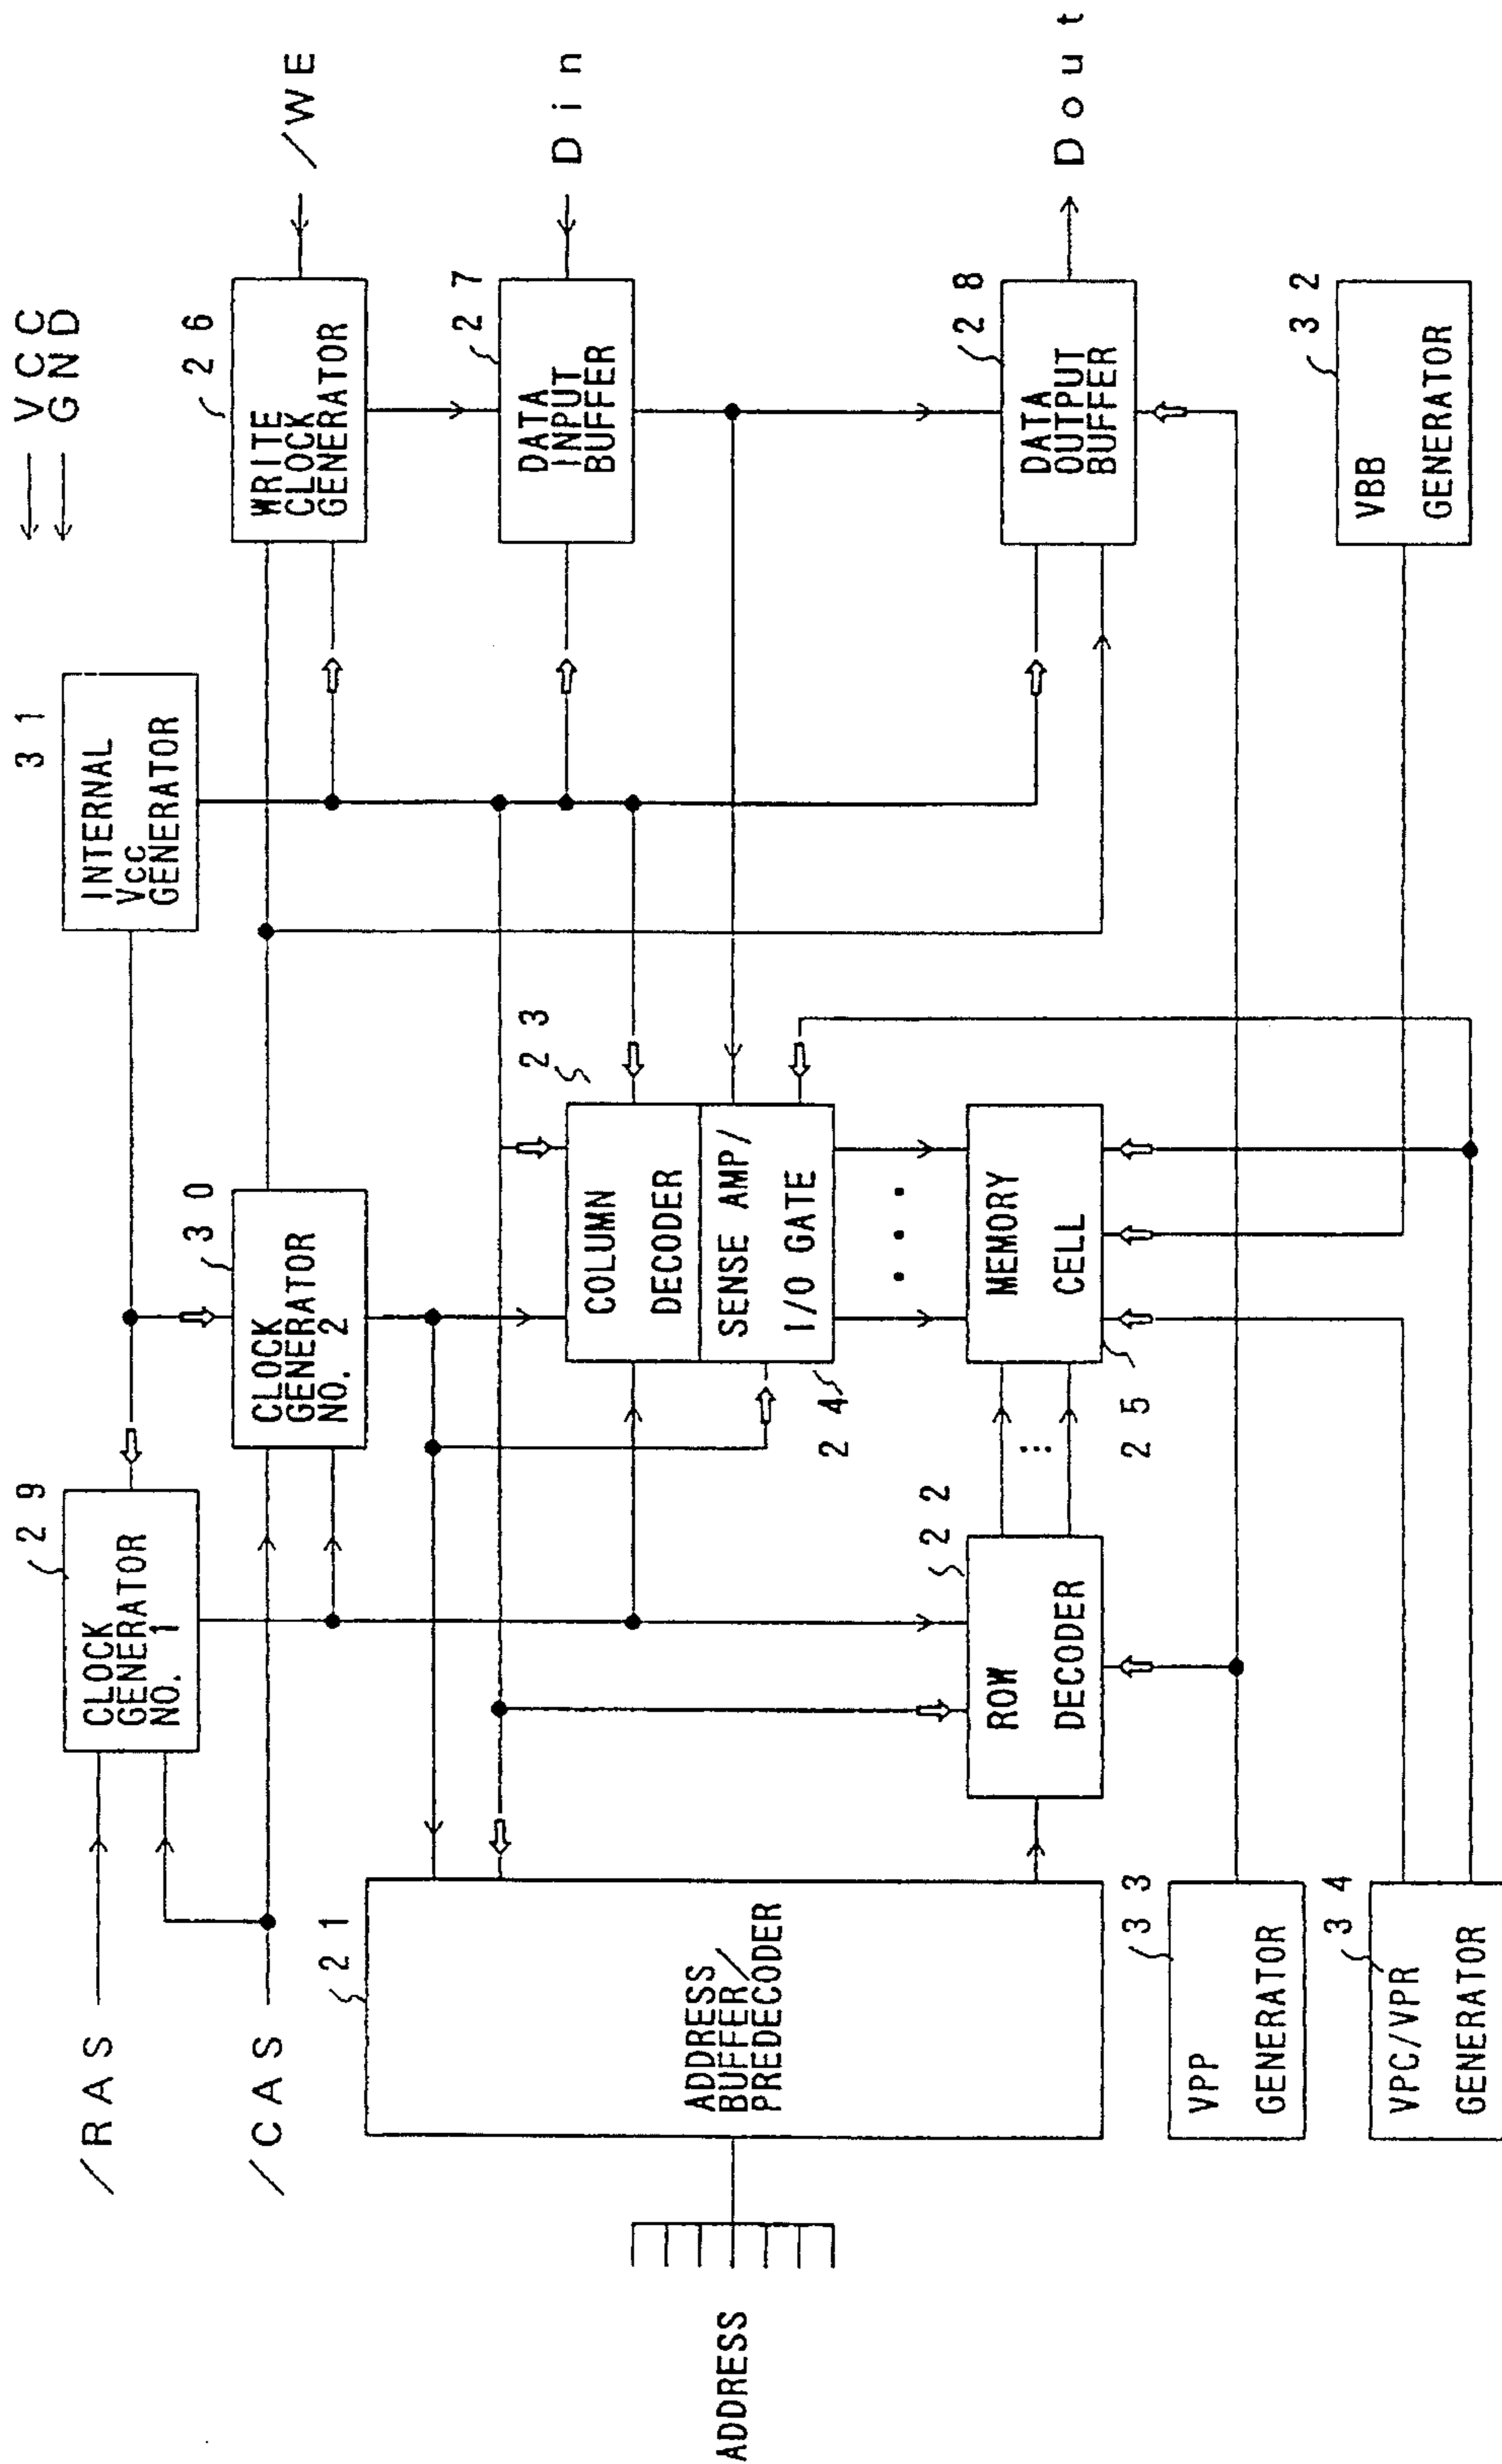 VCC
GND
/RAS
/CAS
29
CLOCK
GENERATOR
NO. 1
30
CLOCK
GENERATOR
NO. 2
31
INTERNAL
Vcc
GENERATOR
26
WRITE
CLOCK
GENERATOR
/WE
27
DATA
INPUT
BUFFER
Din
21
ADDRESS
BUFFER/
PREDECODER
ADDRESS
23
COLUMN
DECODER
SENSE AMP/
I/O GATE
24
22
ROW
DECODER
MEMORY
CELL
25
28
DATA
OUTPUT
BUFFER
Dout
33
VPP
GENERATOR
34
VPC/VPR
GENERATOR
32
VBB
GENERATOR